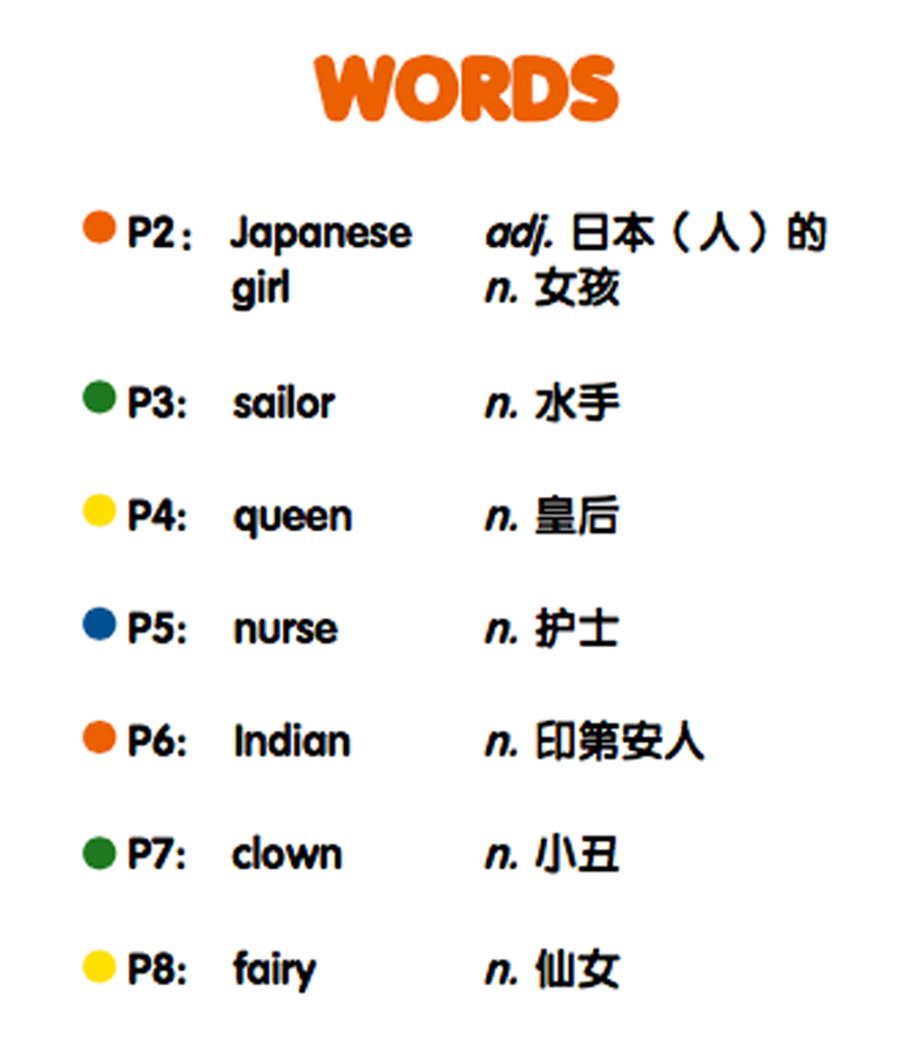 WORDS
P2： Japanese adj. 日本（人）的
girl n. 女孩
P3: sailor n. 水手
P4: queen n. 皇后
P5: nurse n. 护士
P6: Indian n. 印第安人
P7: clown n. 小丑
P8: fairy n. 仙女